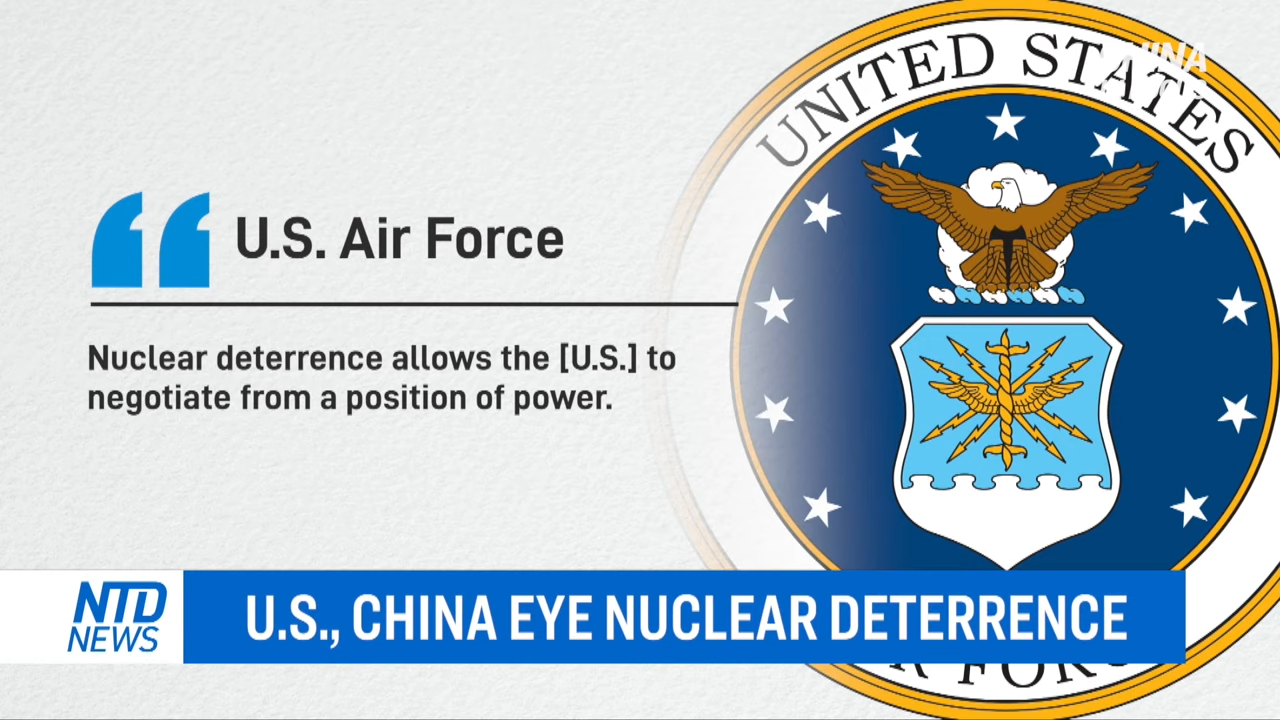 UNITED STATES
U.S. Air Force
Nuclear deterrence allows the [U.S.] to
negotiate from a position of power.
NTD
NEWS
U.S., CHINA EYE NUCLEAR DETERRENCE